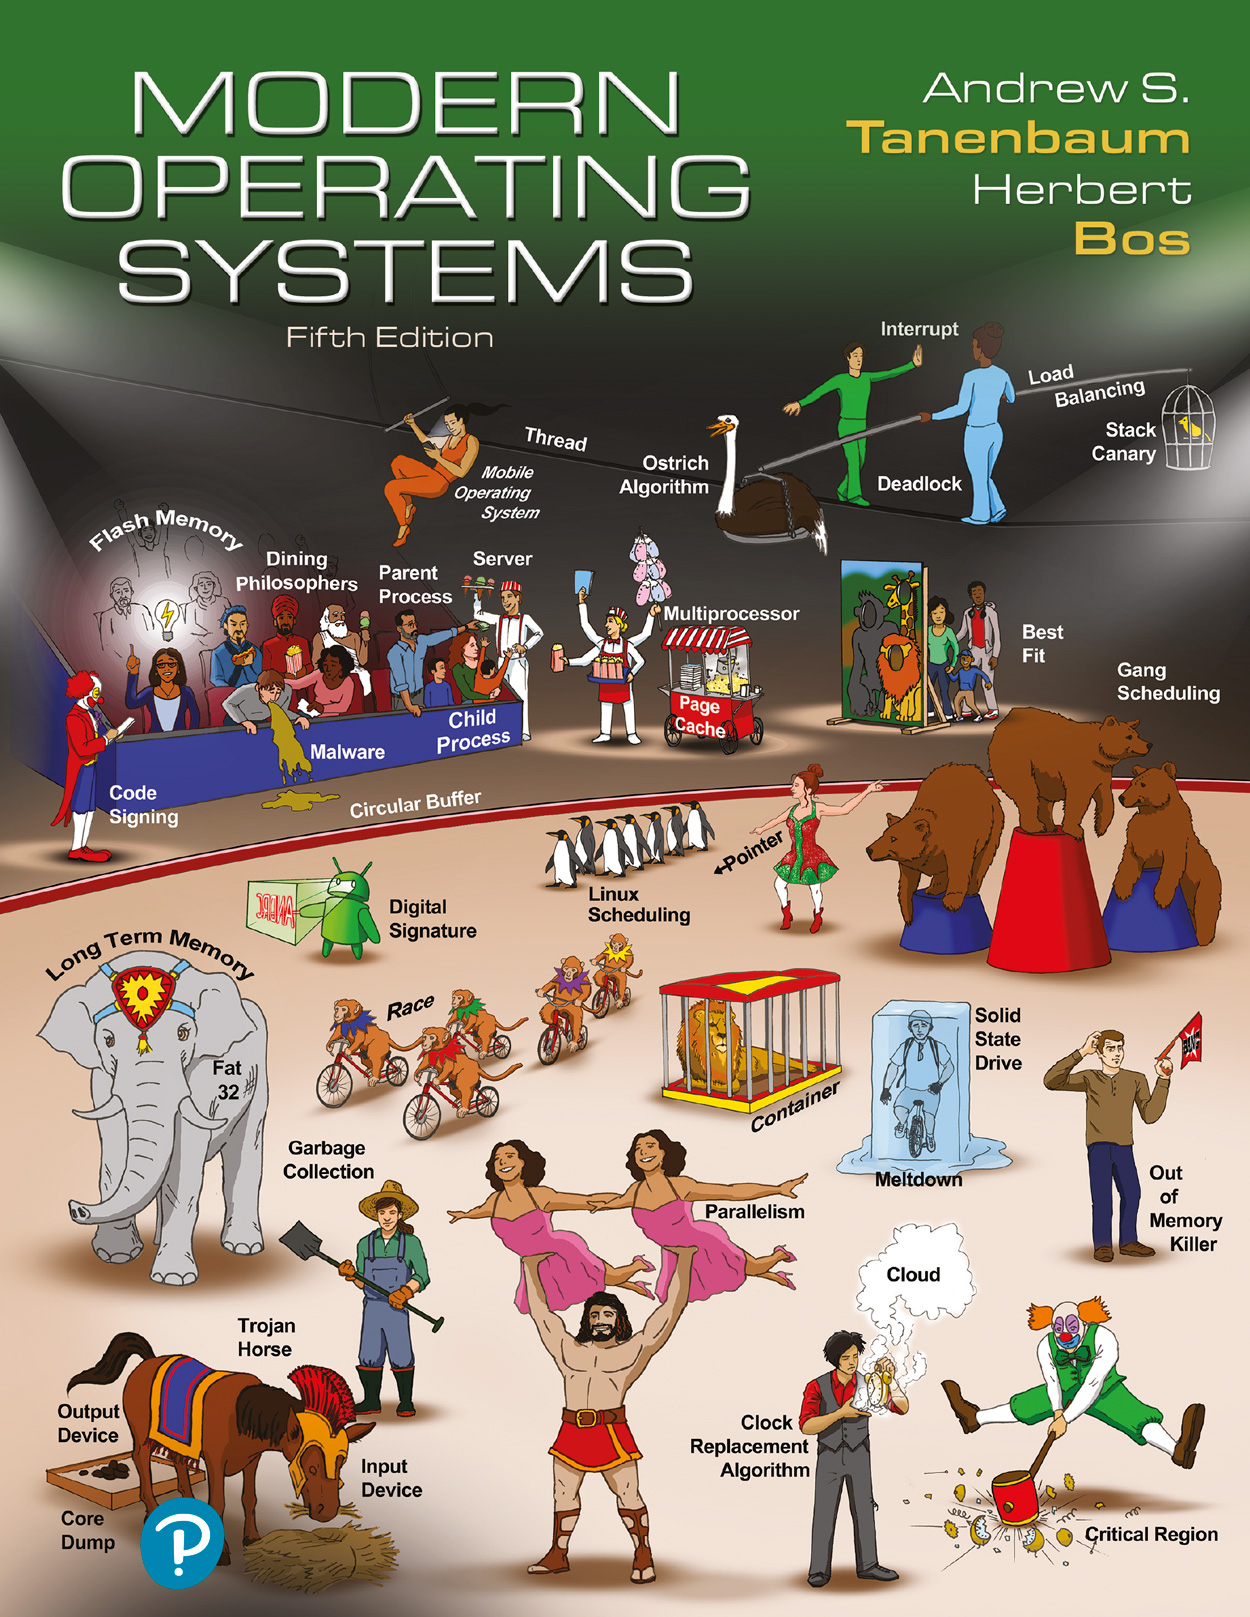 MODERN
OPERATING
SYSTEMS
Fifth Edition
Andrew S.
Tanenbaum
Herbert
Bos
Interrupt
Load
Balancing
Stack
Canary
Thread
Mobile
Operating
System
Ostrich
Algorithm
Deadlock
Flash Memory
Dining
Philosophers
Parent
Process
Server
Multiprocessor
Page
Cache
Best
Fit
Gang
Scheduling
Child
Process
Malware
Code
Signing
Circular Buffer
←Pointer
Linux
Scheduling
Digital
Signature
Long Term Memory
Fat
32
Race
Container
Solid
State
Drive
Meltdown
BANG
Out
of
Memory
Killer
Garbage
Collection
Parallelism
Cloud
Trojan
Horse
Output
Device
Input
Device
Core
Dump
P
Clock
Replacement
Algorithm
Critical Region